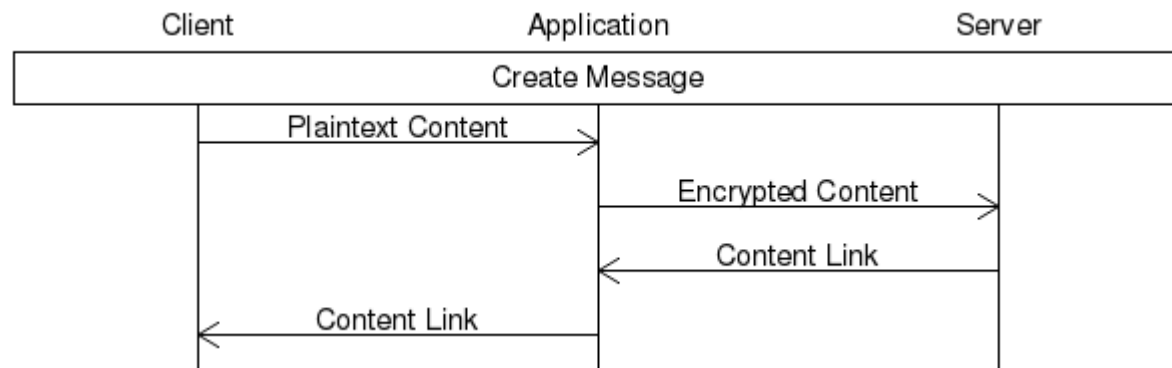 Client Application Server
Create Message
Plaintext Content
Encrypted Content
Content Link
Content Link